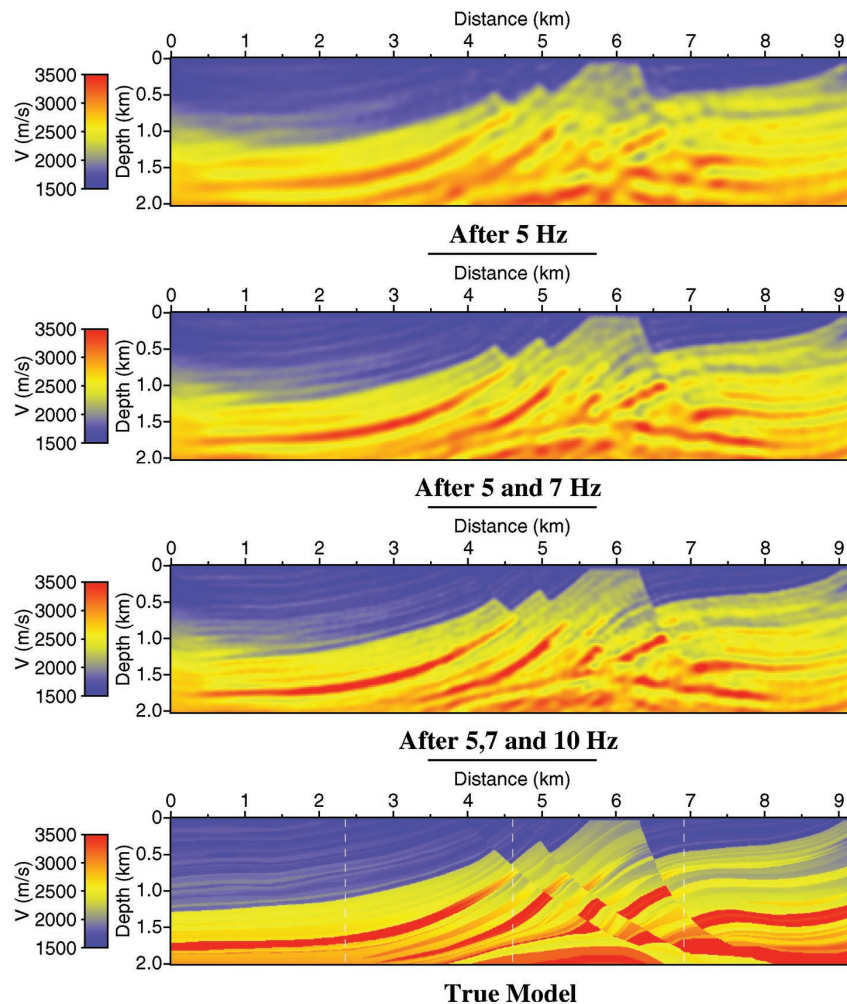 Distance (km)
0 1 2 3 4 5 6 7 8 9
V (m/s)
3500
3000
2500
2000
1500
Depth (km)
0
0.5
1.0
1.5
2.0
After 5 Hz
Distance (km)
0 1 2 3 4 5 6 7 8 9
V (m/s)
3500
3000
2500
2000
1500
Depth (km)
0
0.5
1.0
1.5
2.0
After 5 and 7 Hz
Distance (km)
0 1 2 3 4 5 6 7 8 9
V (m/s)
3500
3000
2500
2000
1500
Depth (km)
0
0.5
1.0
1.5
2.0
After 5,7 and 10 Hz
Distance (km)
0 1 2 3 4 5 6 7 8 9
V (m/s)
3500
3000
2500
2000
1500
Depth (km)
0
0.5
1.0
1.5
2.0
True Model